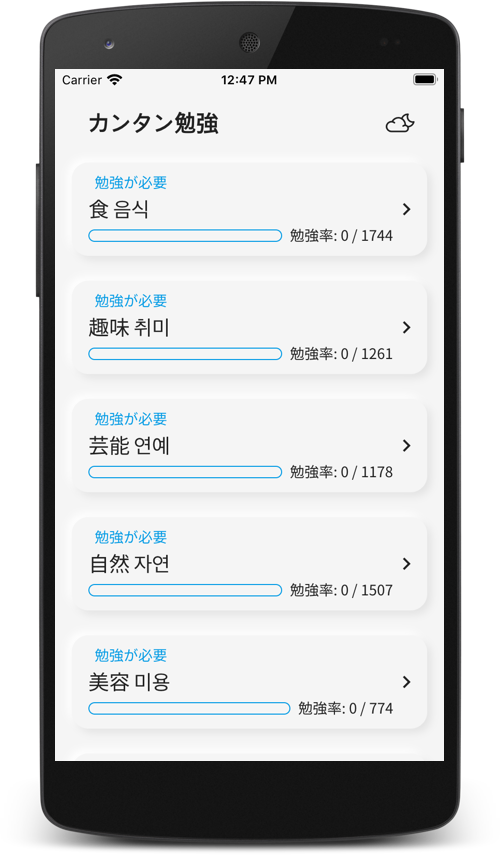 Carrier 12:47 PM
カンタン勉強
勉強が必要
食 음식
勉強率: 0 / 1744
勉強が必要
趣味 취미
勉強率: 0 / 1261
勉強が必要
芸能 연예
勉強率: 0 / 1178
勉強が必要
自然 자연
勉強率: 0 / 1507
勉強が必要
美容 미용
勉強率: 0 / 774